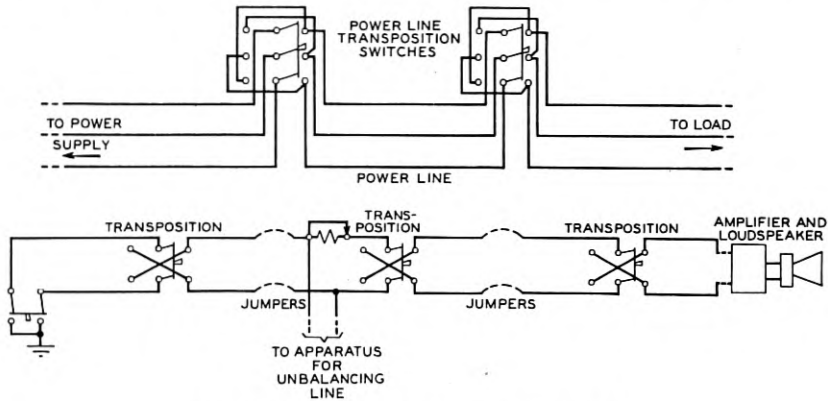 POWER LINE
TRANSPOSITION
SWITCHES
TO POWER
SUPPLY
TO LOAD
POWER LINE
TRANSPOSITION
TRANS-
POSITION
TRANSPOSITION
AMPLIFIER AND
LOUDSPEAKER
JUMPERS
JUMPERS
TO APPARATUS
FOR
UNBALANCING
LINE